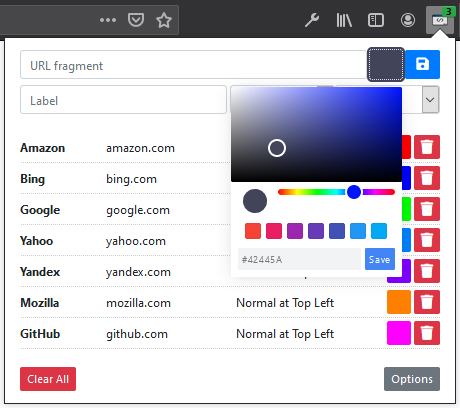 3
URL fragment
Label
Amazon amazon.com
Bing bing.com
Google google.com
Yahoo yahoo.com
#42445A Save
Yandex yandex.com
Mozilla mozilla.com Normal at Top Left
GitHub github.com Normal at Top Left
Clear All Options